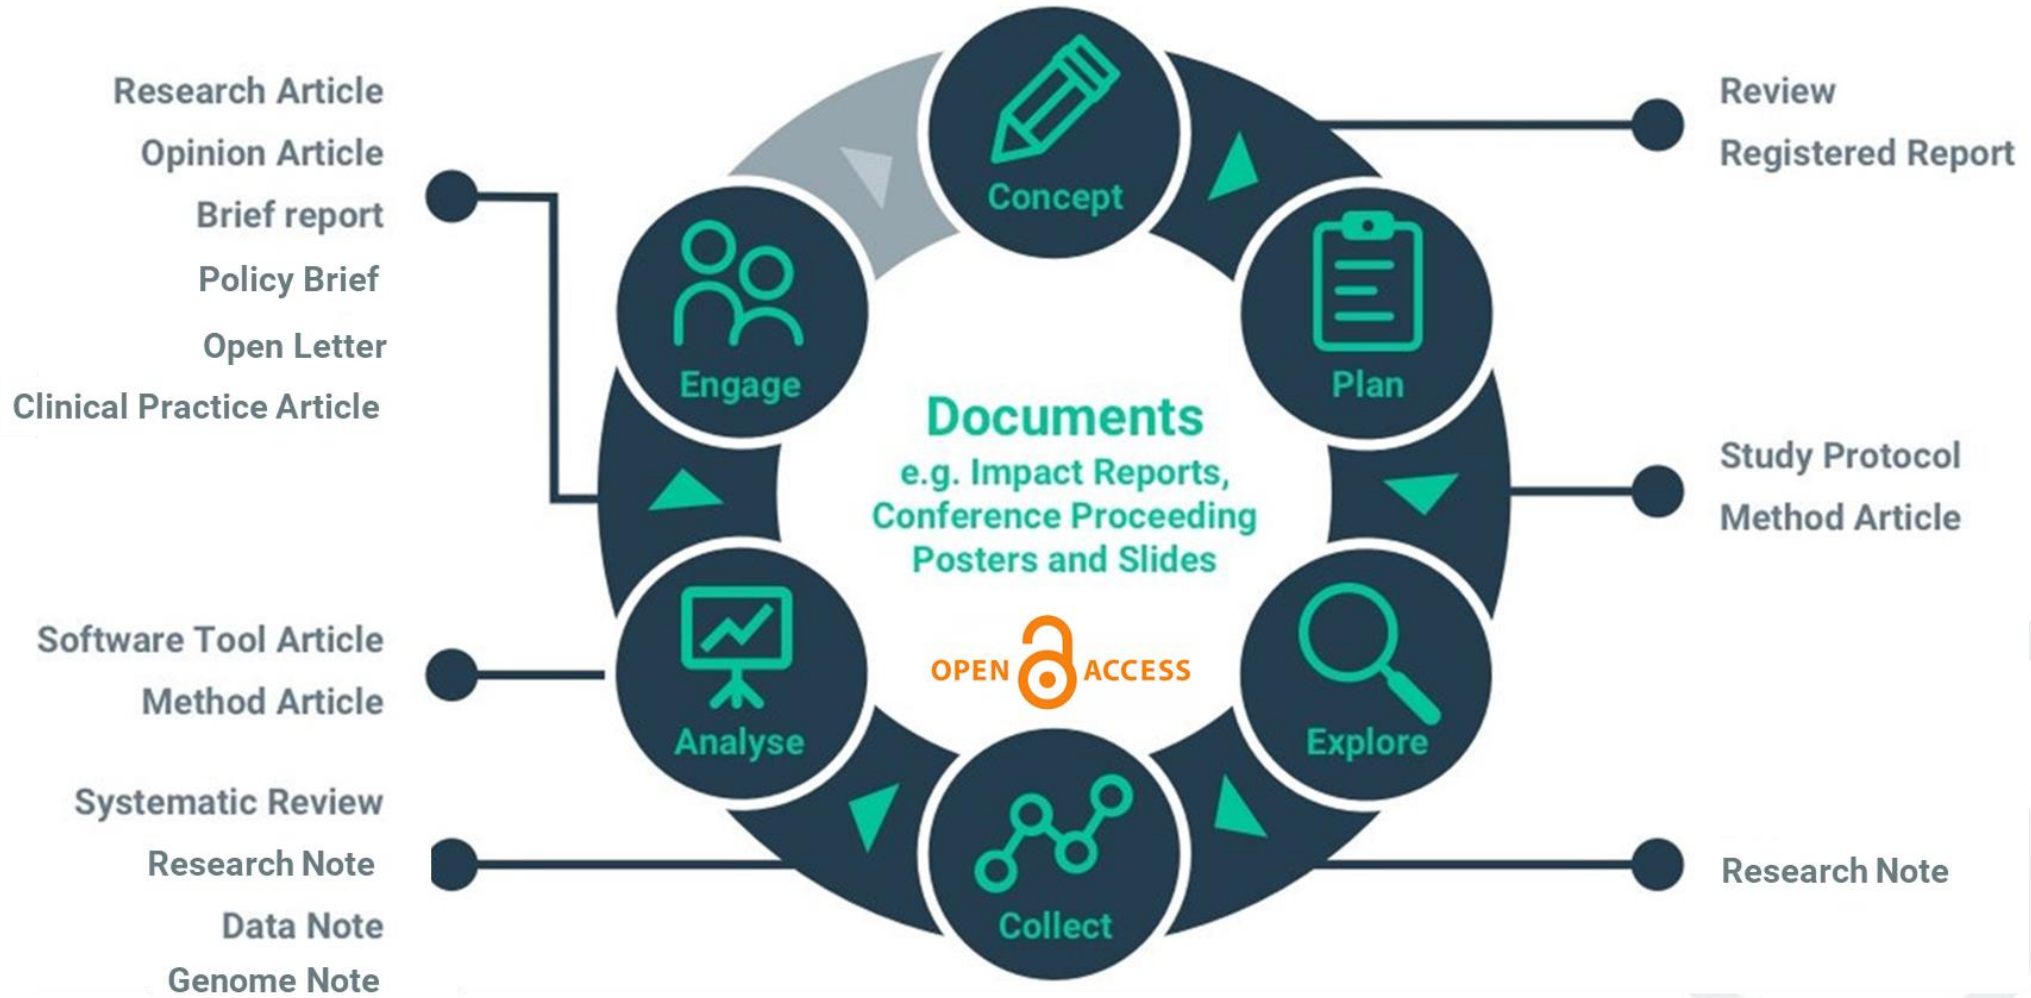 Research Article
Opinion Article
Brief report
Policy Brief
Open Letter
Clinical Practice Article
Software Tool Article
Method Article
Systematic Review
Research Note
Data Note
Genome Note
Concept
Engage
Plan
Documents
e.g. Impact Reports,
Conference Proceeding
Posters and Slides
OPEN ACCESS
Analyse
Explore
Collect
Review
Registered Report
Study Protocol
Method Article
Research Note